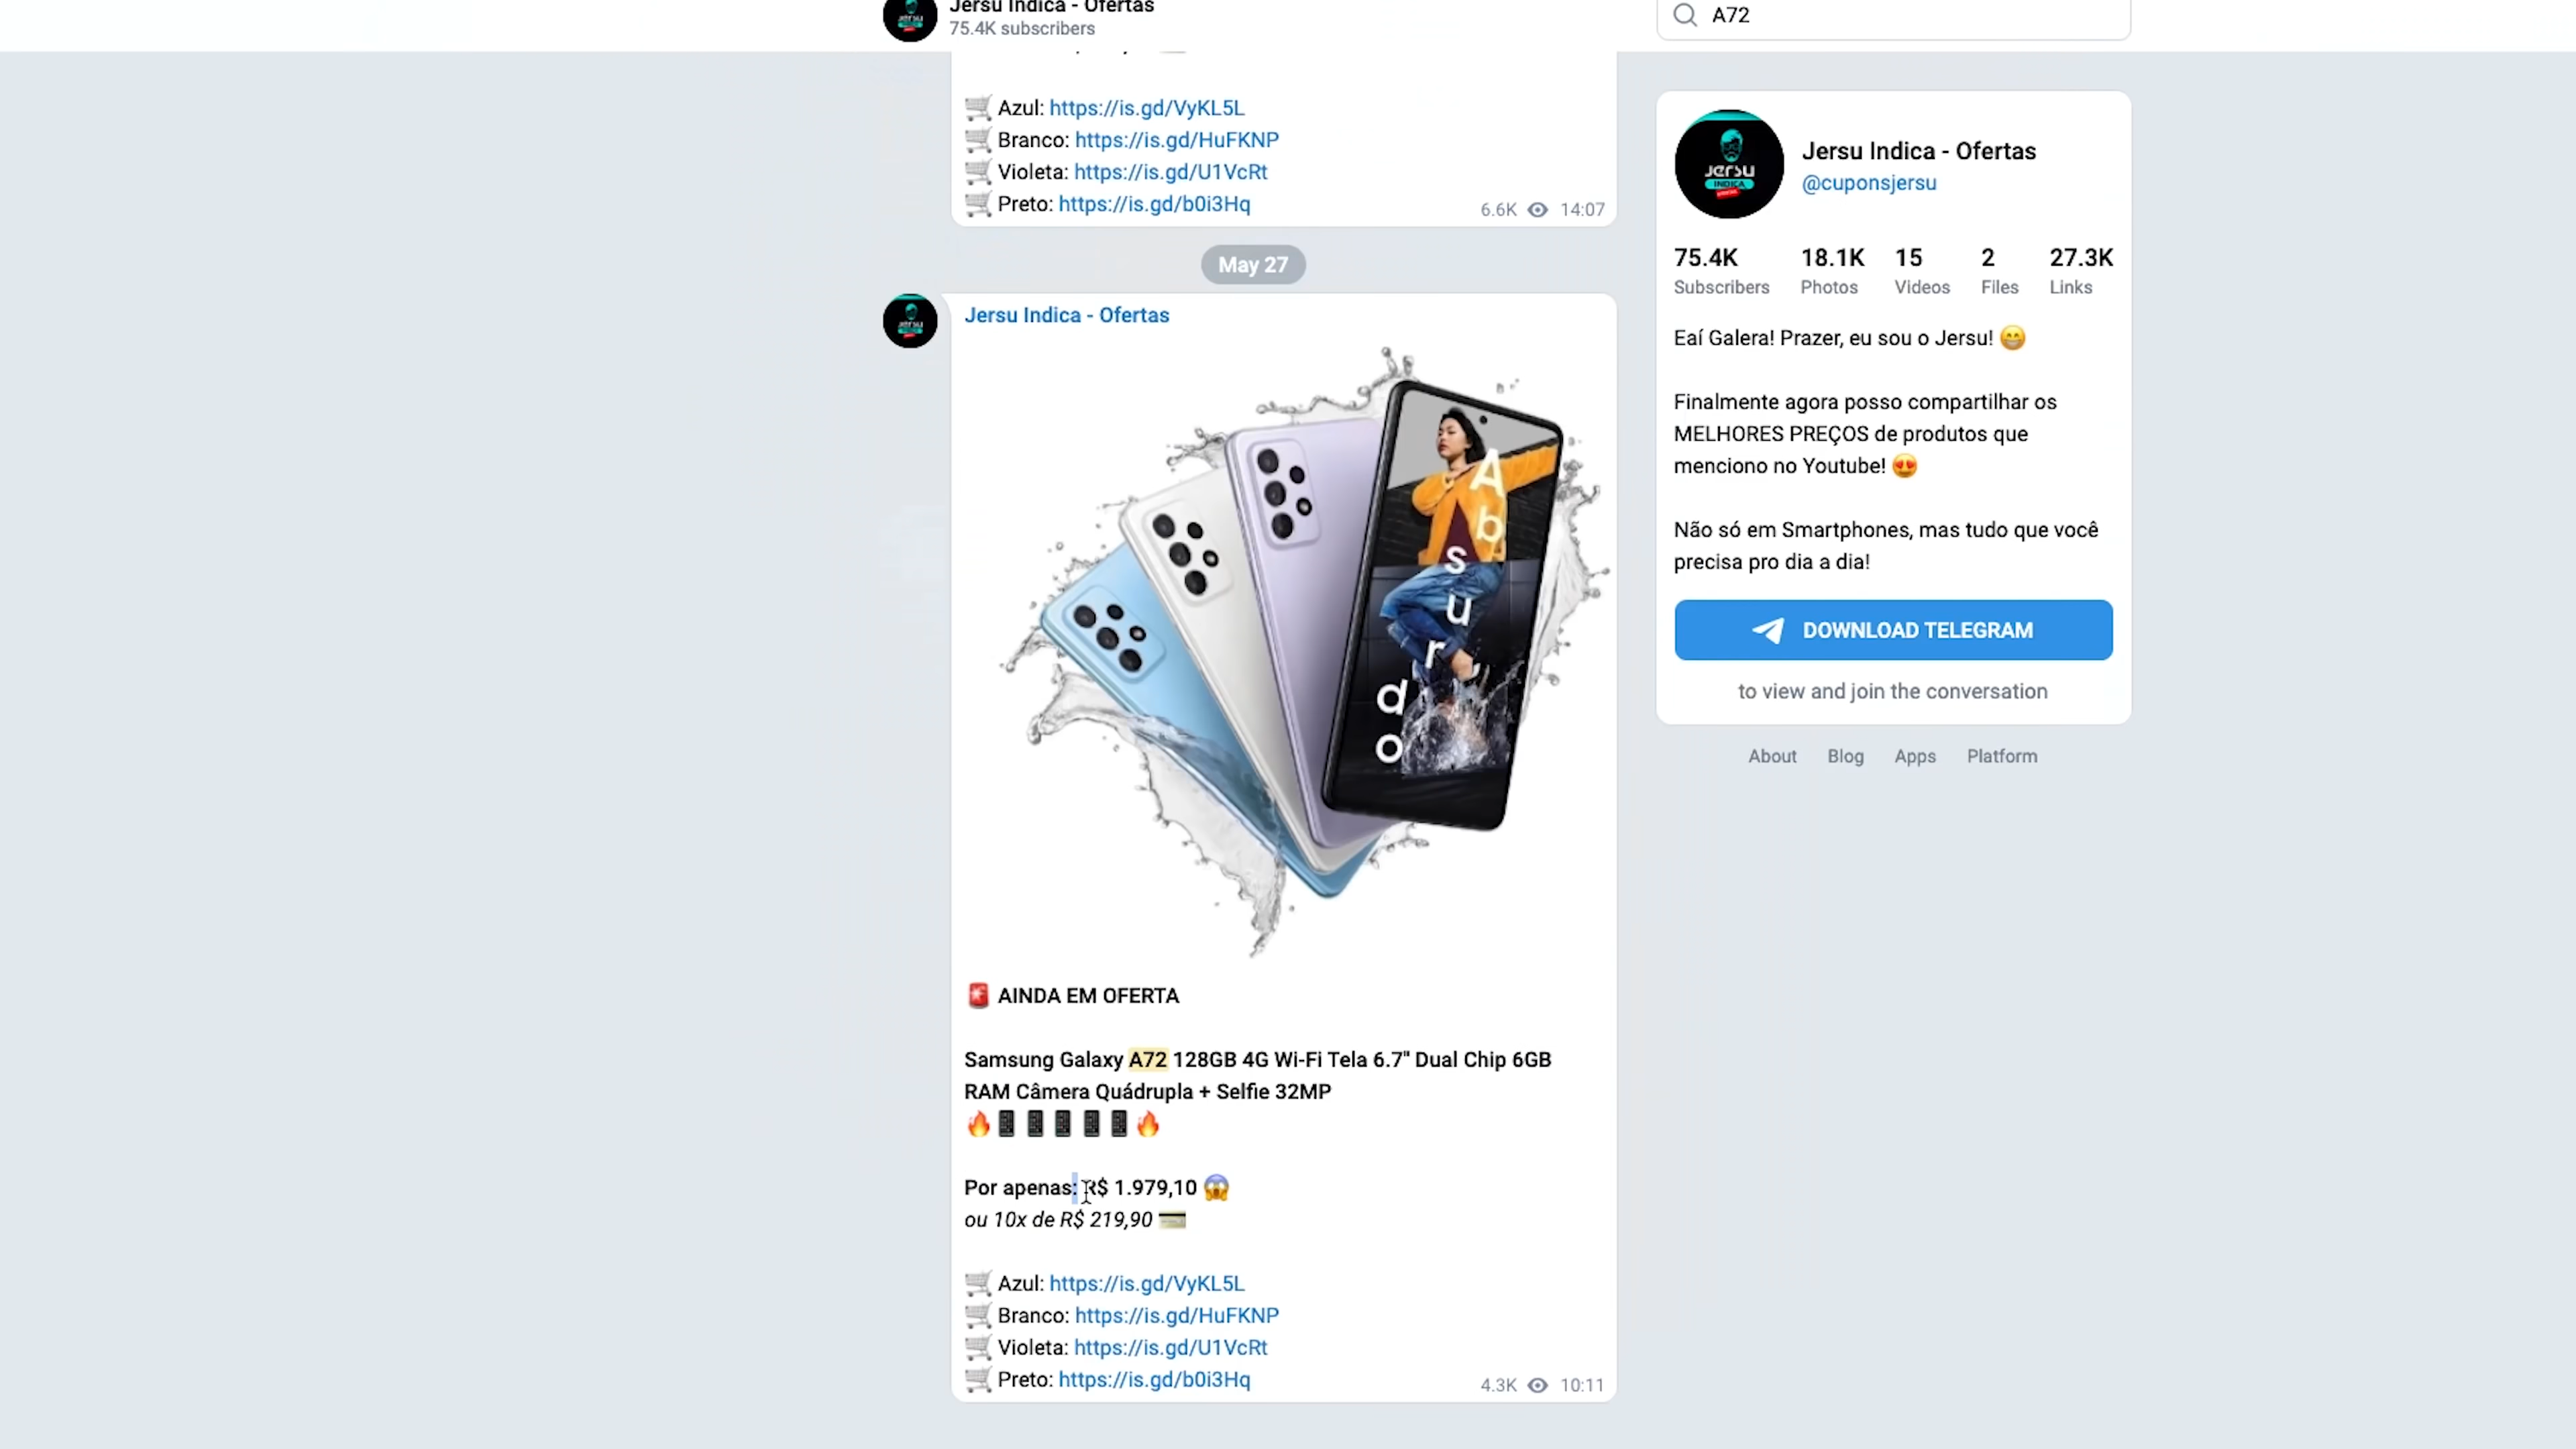 Jersu Indica - Ofertas
75.4K subscribers
A72
Azul: https://is.gd/VyKL5L
Branco: https://is.gd/HuFKNP
Violeta: https://is.gd/U1VcRt
Preto: https://is.gd/b0i3Hq
6.6K 14:07
May 27
Jersu Indica - Ofertas
Absurdo
AINDA EM OFERTA
Samsung Galaxy A72 128GB 4G Wi-Fi Tela 6.7" Dual Chip 6GB
RAM Câmera Quádrupla + Selfie 32MP
Por apenas: R$ 1.979,10
ou 10x de R$ 219,90
Azul: https://is.gd/VyKL5L
Branco: https://is.gd/HuFKNP
Violeta: https://is.gd/U1VcRt
Preto: https://is.gd/b0i3Hq
4.3K 10:11
Jersu
INDICA
Jersu Indica - Ofertas
@cuponsjersu
75.4K 18.1K 15 2 27.3K
Subscribers Photos Videos Files Links
Eaí Galera! Prazer, eu sou o Jersu!
Finalmente agora posso compartilhar os
MELHORES PREÇOS de produtos que
menciono no Youtube!
Não só em Smartphones, mas tudo que você
precisa pro dia a dia!
DOWNLOAD TELEGRAM
to view and join the conversation
About Blog Apps Platform